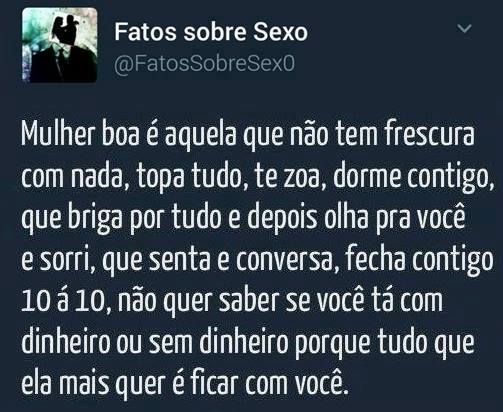 Fatos sobre Sexo
@FatosSobreSex0
Mulher boa é aquela que não tem frescura
com nada, topa tudo, te zoa, dorme contigo,
que briga por tudo e depois olha pra você
e sorri, que senta e conversa, fecha contigo
10 á 10, não quer saber se você tá com
dinheiro ou sem dinheiro porque tudo que
ela mais quer é ficar com você.